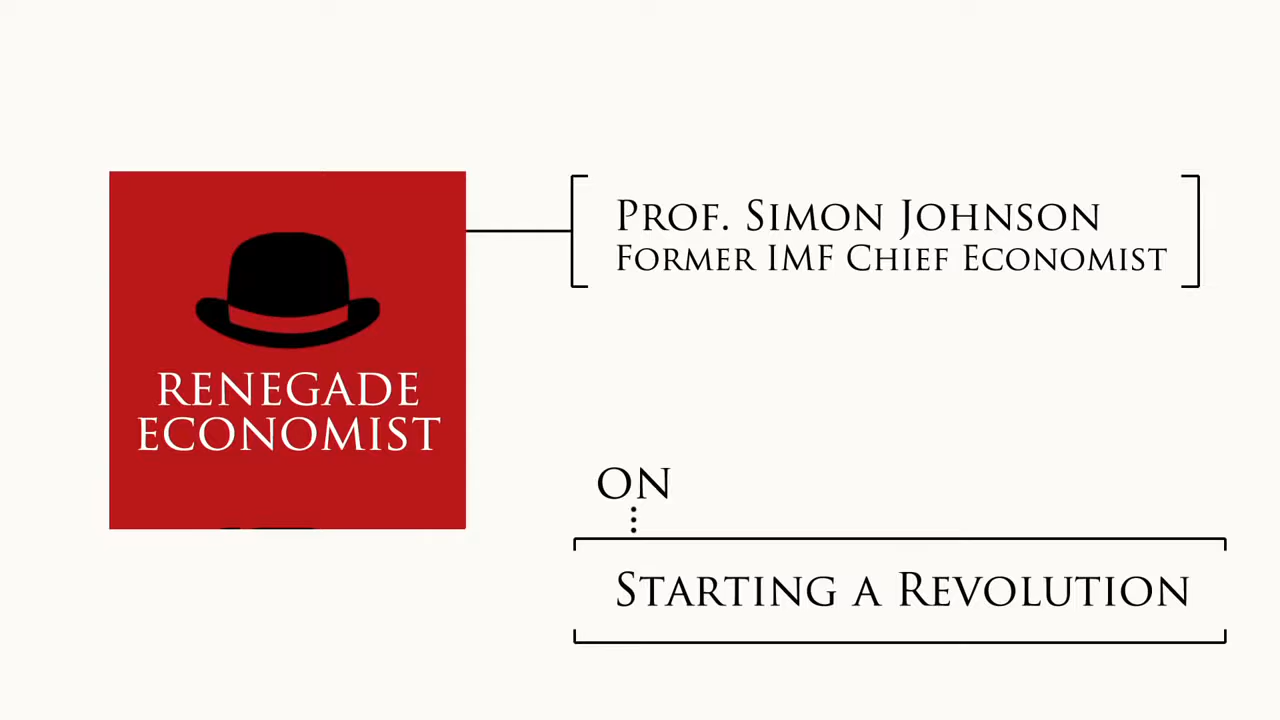 RENEGADE
ECONOMIST
PROF. SIMON JOHNSON
FORMER IMF CHIEF ECONOMIST
ON
STARTING A REVOLUTION